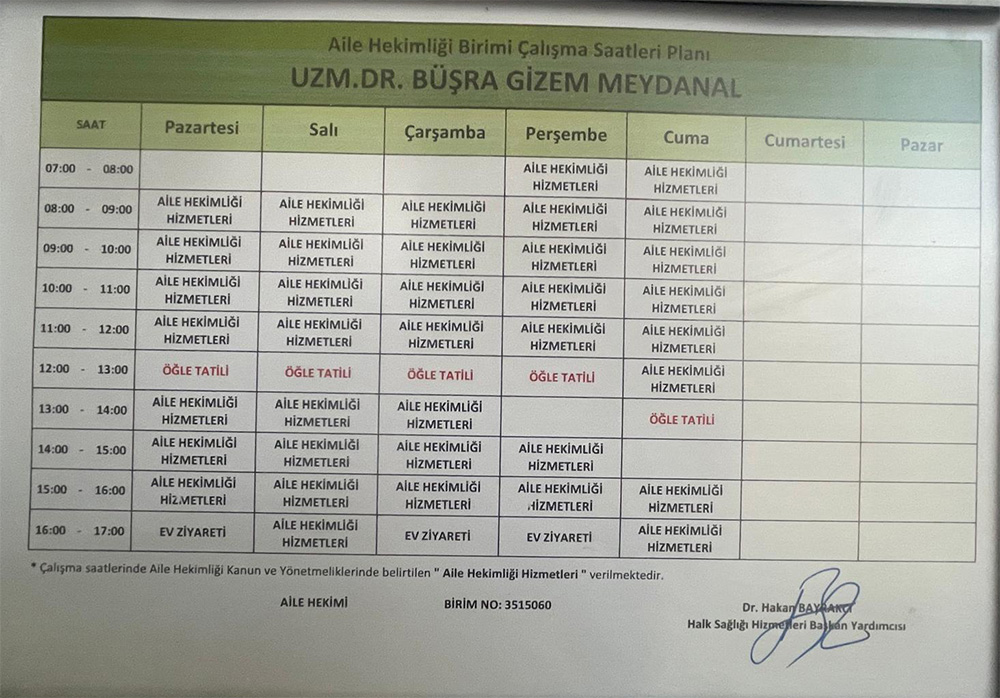 Aile Hekimliği Birimi Çalışma Saatleri Planı
UZM.DR. BÜŞRA GİZEM MEYDANAL
SAAT Pazartesi Salı Çarşamba Perşembe Cuma Cumartesi Pazar
07:00 - 08:00 AİLE HEKİMLİĞİ HİZMETLERİ AİLE HEKİMLİĞİ HİZMETLERİ
08:00 - 09:00 AİLE HEKİMLİĞİ HİZMETLERİ AİLE HEKİMLİĞİ HİZMETLERİ AİLE HEKİMLİĞİ HİZMETLERİ AİLE HEKİMLİĞİ HİZMETLERİ AİLE HEKİMLİĞİ HİZMETLERİ
09:00 - 10:00 AİLE HEKİMLİĞİ HİZMETLERİ AİLE HEKİMLİĞİ HİZMETLERİ AİLE HEKİMLİĞİ HİZMETLERİ AİLE HEKİMLİĞİ HİZMETLERİ AİLE HEKİMLİĞİ HİZMETLERİ
10:00 - 11:00 AİLE HEKİMLİĞİ HİZMETLERİ AİLE HEKİMLİĞİ HİZMETLERİ AİLE HEKİMLİĞİ HİZMETLERİ AİLE HEKİMLİĞİ HİZMETLERİ AİLE HEKİMLİĞİ HİZMETLERİ
11:00 - 12:00 AİLE HEKİMLİĞİ HİZMETLERİ AİLE HEKİMLİĞİ HİZMETLERİ AİLE HEKİMLİĞİ HİZMETLERİ AİLE HEKİMLİĞİ HİZMETLERİ AİLE HEKİMLİĞİ HİZMETLERİ
12:00 - 13:00 ÖĞLE TATİLİ ÖĞLE TATİLİ ÖĞLE TATİLİ ÖĞLE TATİLİ AİLE HEKİMLİĞİ HİZMETLERİ
13:00 - 14:00 AİLE HEKİMLİĞİ HİZMETLERİ AİLE HEKİMLİĞİ HİZMETLERİ AİLE HEKİMLİĞİ HİZMETLERİ ÖĞLE TATİLİ
14:00 - 15:00 AİLE HEKİMLİĞİ HİZMETLERİ AİLE HEKİMLİĞİ HİZMETLERİ AİLE HEKİMLİĞİ HİZMETLERİ AİLE HEKİMLİĞİ HİZMETLERİ
15:00 - 16:00 AİLE HEKİMLİĞİ HİZMETLERİ AİLE HEKİMLİĞİ HİZMETLERİ AİLE HEKİMLİĞİ HİZMETLERİ AİLE HEKİMLİĞİ HİZMETLERİ AİLE HEKİMLİĞİ HİZMETLERİ
16:00 - 17:00 EV ZİYARETİ AİLE HEKİMLİĞİ HİZMETLERİ EV ZİYARETİ EV ZİYARETİ AİLE HEKİMLİĞİ HİZMETLERİ
* Çalışma saatlerinde Aile Hekimliği Kanun ve Yönetmeliklerinde belirtilen " Aile Hekimliği Hizmetleri " verilmektedir.
AİLE HEKİMİ BİRİM NO: 3515060
Dr. Hakan BAYRAKCI
Halk Sağlığı Hizmetleri Başkan Yardımcısı